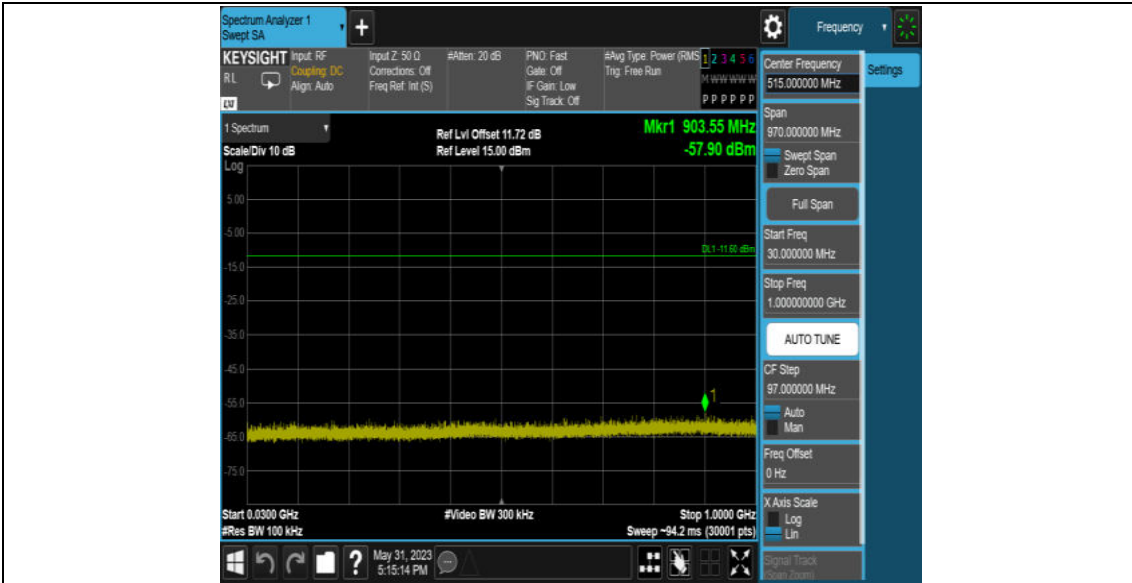 Spectrum Analyzer 1
Swept SA
Frequency
KEYSIGHT
RL
LXI
Input: RF
Coupling: DC
Align: Auto
Input Z: 50 Ω
Corrections: Off
Freq Ref: Int (S)
#Atten: 20 dB
PNO: Fast
Gate: Off
IF Gain: Low
Sig Track: Off
#Avg Type: Power (RMS
Trig: Free Run
1 2 3 4 5 6
M W W W W W
P P P P P P
1 Spectrum
Scale/Div 10 dB
Log
Ref Lvl Offset 11.72 dB
Ref Level 15.00 dBm
Mkr1 903.55 MHz
-57.90 dBm
5.00
-5.00
DL1 -11.60 dBm
-15.0
-25.0
-35.0
-45.0
1
-55.0
-65.0
-75.0
Start 0.0300 GHz
#Video BW 300 kHz
Stop 1.0000 GHz
#Res BW 100 kHz
Sweep ~94.2 ms (30001 pts)
May 31, 2023
5:15:14 PM
Center Frequency
515.000000 MHz
Settings
Span
970.000000 MHz
Swept Span
Zero Span
Full Span
Start Freq
30.000000 MHz
Stop Freq
1.000000000 GHz
AUTO TUNE
CF Step
97.000000 MHz
Auto
Man
Freq Offset
0 Hz
X Axis Scale
Log
Lin
Signal Track
(Span Zoom)